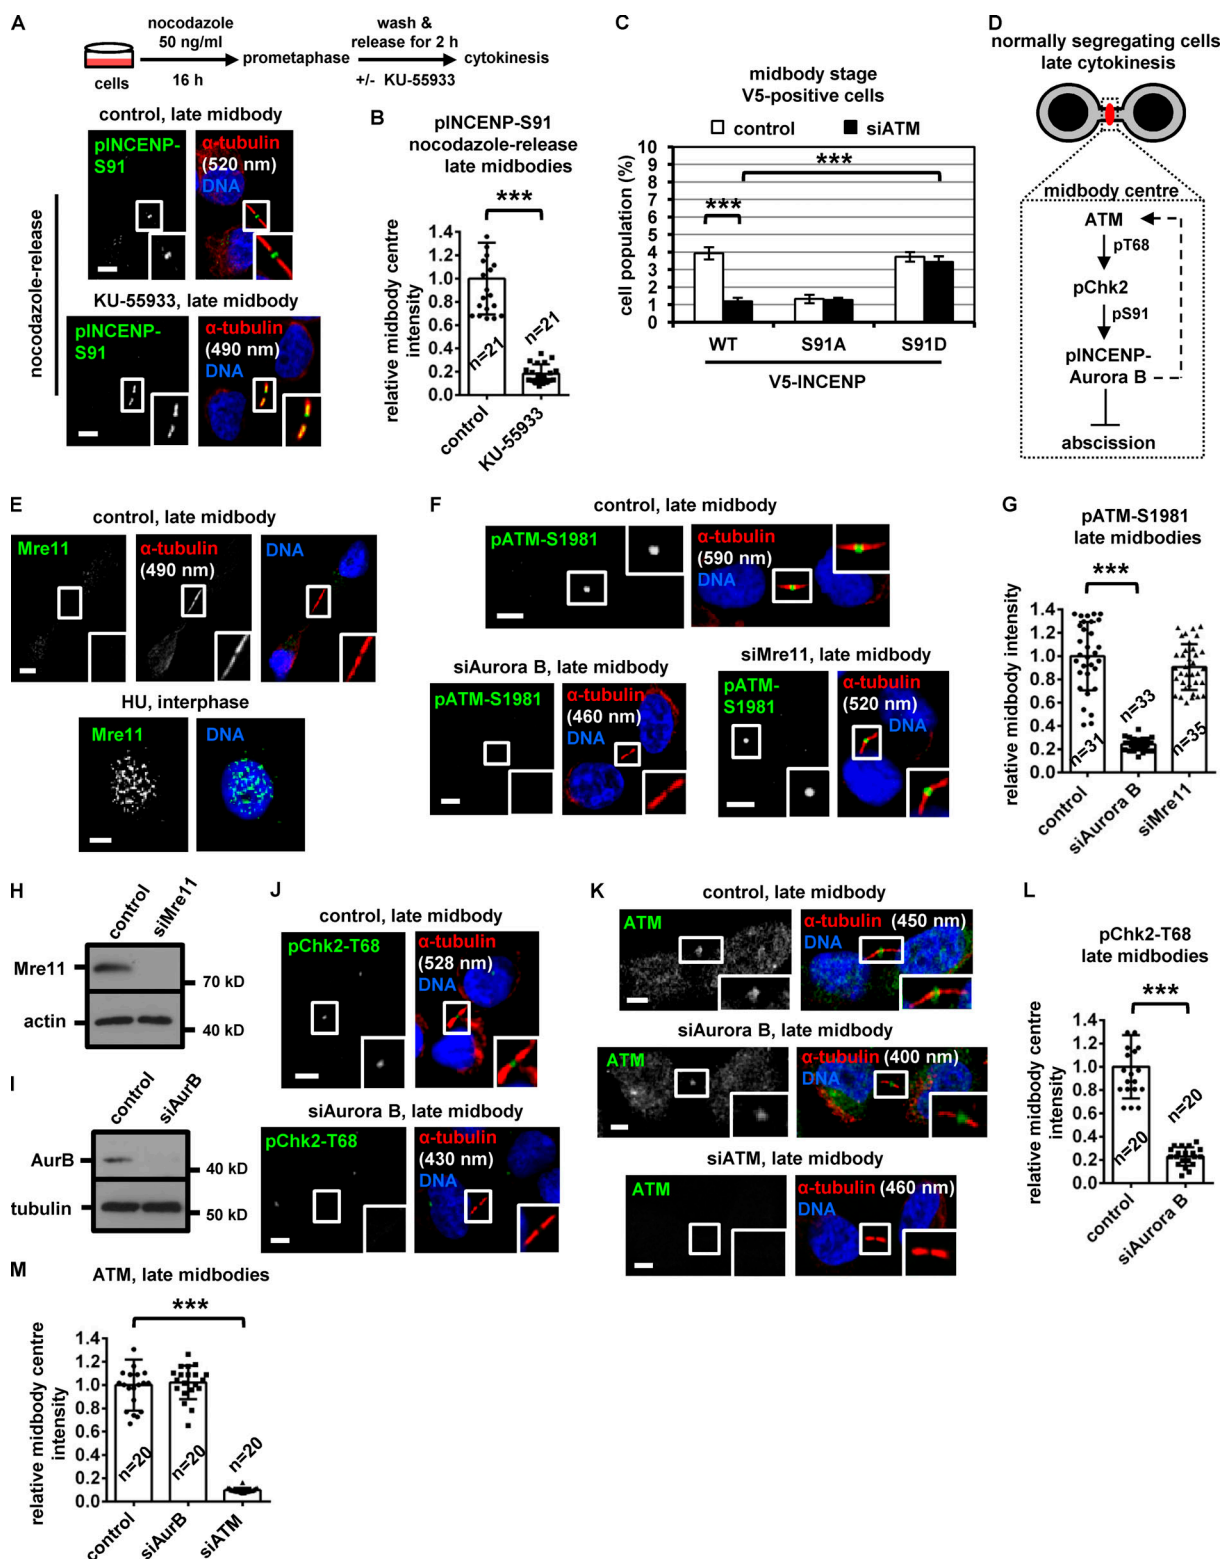 A
nocodazole
50 ng/ml
16 h
cells
prometaphase
wash &
release for 2 h
+/- KU-55933
cytokinesis
nocodazole-release
control, late midbody
pINCENP-
S91
α-tubulin
(520 nm)
DNA
KU-55933, late midbody
pINCENP-
S91
α-tubulin
(490 nm)
DNA
B
pINCENP-S91
nocodazole-release
late midbodies
***
relative midbody centre
intensity
1.6
1.4
1.2
1.0
0.8
0.6
0.4
0.2
0.0
n=21
n=21
control
KU-55933
C
midbody stage
V5-positive cells
control
siATM
cell population (%)
10
9
8
7
6
5
4
3
2
1
0
***
***
WT
S91A
S91D
V5-INCENP
D
normally segregating cells
late cytokinesis
midbody centre
ATM
pT68
pChk2
pS91
pINCENP-
Aurora B
abscission
E
control, late midbody
Mre11
α-tubulin
(490 nm)
DNA
HU, interphase
Mre11
DNA
F
control, late midbody
pATM-S1981
α-tubulin
(590 nm)
DNA
siAurora B, late midbody
pATM-S1981
α-tubulin
(460 nm)
DNA
siMre11, late midbody
pATM-
S1981
α-tubulin
(520 nm)
DNA
G
pATM-S1981
late midbodies
***
relative midbody intensity
1.4
1.2
1.0
0.8
0.6
0.4
0.2
0.0
n=31
n=33
n=35
control
siAurora B
siMre11
H
control
siMre11
Mre11
70 kD
actin
40 kD
I
control
siAurB
AurB
40 kD
tubulin
50 kD
J
control, late midbody
pChk2-T68
α-tubulin
(528 nm)
DNA
siAurora B, late midbody
pChk2-T68
α-tubulin
(430 nm)
DNA
K
control, late midbody
ATM
α-tubulin (450 nm)
DNA
siAurora B, late midbody
ATM
α-tubulin (400 nm)
DNA
siATM, late midbody
ATM
α-tubulin (460 nm)
DNA
L
pChk2-T68
late midbodies
***
relative midbody centre
intensity
1.4
1.2
1.0
0.8
0.6
0.4
0.2
0.0
n=20
n=20
control
siAurora B
M
ATM, late midbodies
***
relative midbody centre
intensity
1.4
1.2
1.0
0.8
0.6
0.4
0.2
0.0
n=20
n=20
n=20
control
siAurB
siATM